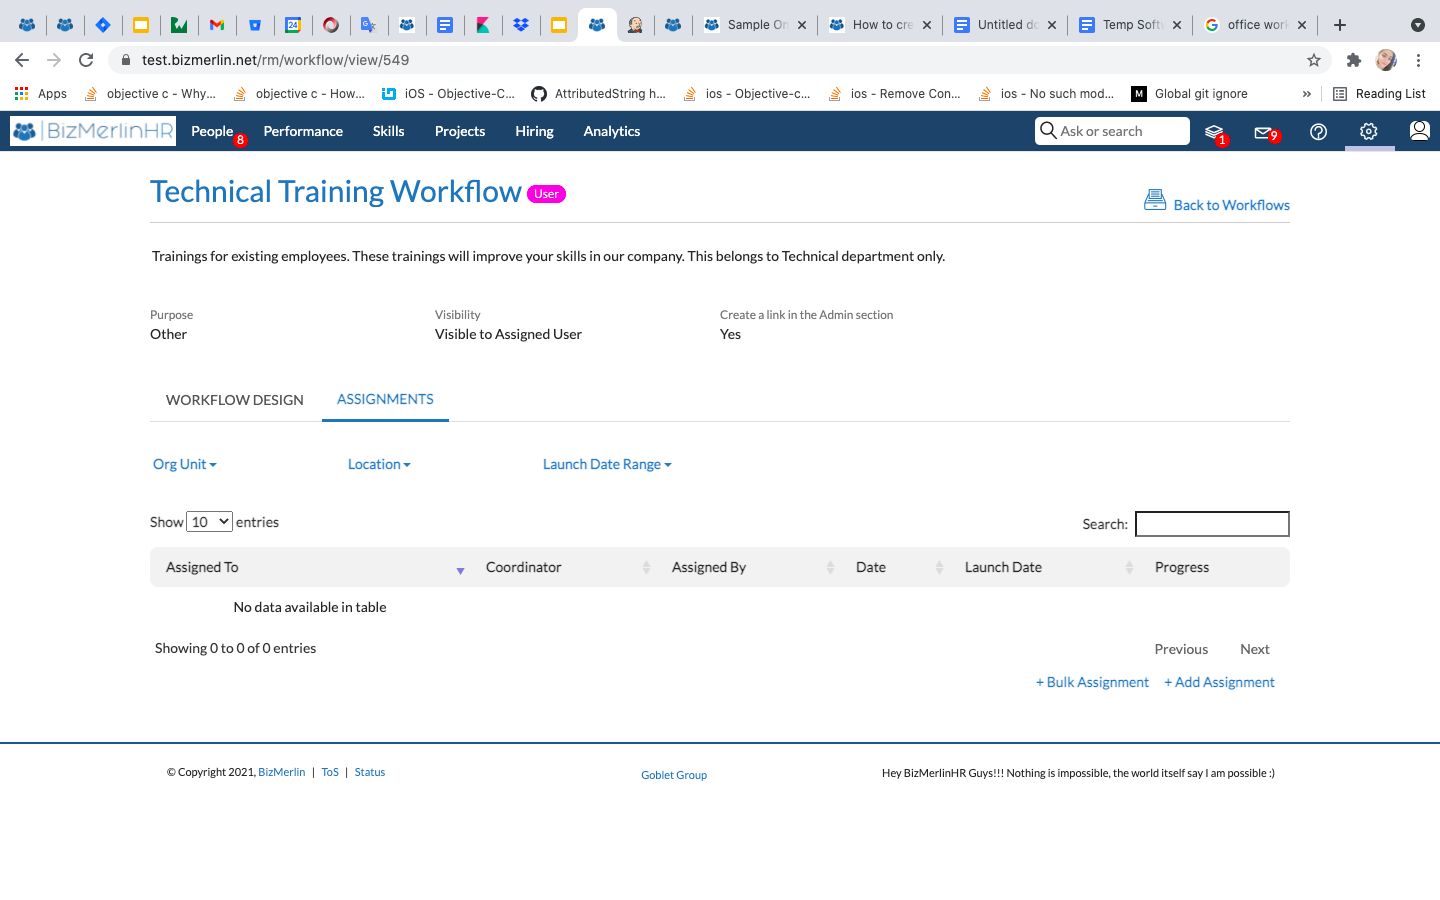 24
Sample On
How to cre
Untitled do
Temp Softw
office work
test.bizmerlin.net/rm/workflow/view/549
Apps
objective c - Why...
objective c - How...
iOS - Objective-C...
AttributedString h...
ios - Objective-c...
ios - Remove Con...
ios - No such mod...
M
Global git ignore
»
Reading List
BizMerlinHR
People
8
Performance
Skills
Projects
Hiring
Analytics
Ask or search
1
9
Technical Training Workflow
User
Back to Workflows
Trainings for existing employees. These trainings will improve your skills in our company. This belongs to Technical department only.
Purpose
Visibility
Create a link in the Admin section
Other
Visible to Assigned User
Yes
WORKFLOW DESIGN
ASSIGNMENTS
Org Unit
Location
Launch Date Range
Show 10 entries
Search:
Assigned To
Coordinator
Assigned By
Date
Launch Date
Progress
No data available in table
Showing 0 to 0 of 0 entries
Previous
Next
+ Bulk Assignment
+ Add Assignment
© Copyright 2021, BizMerlin | ToS | Status
Goblet Group
Hey BizMerlinHR Guys!!! Nothing is impossible, the world itself say I am possible :)